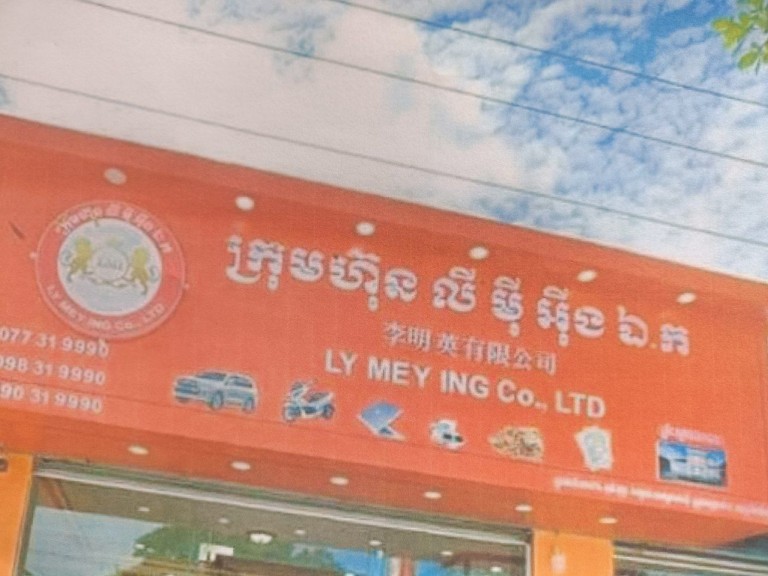 ក្រុមហ៊ុន លី ម៉ី អ៊ីង ឯ.ក
李明英有限公司
LY MEY ING Co., LTD
LY MEY ING Co., LTD
077 31 9990
098 31 9990
90 31 9990